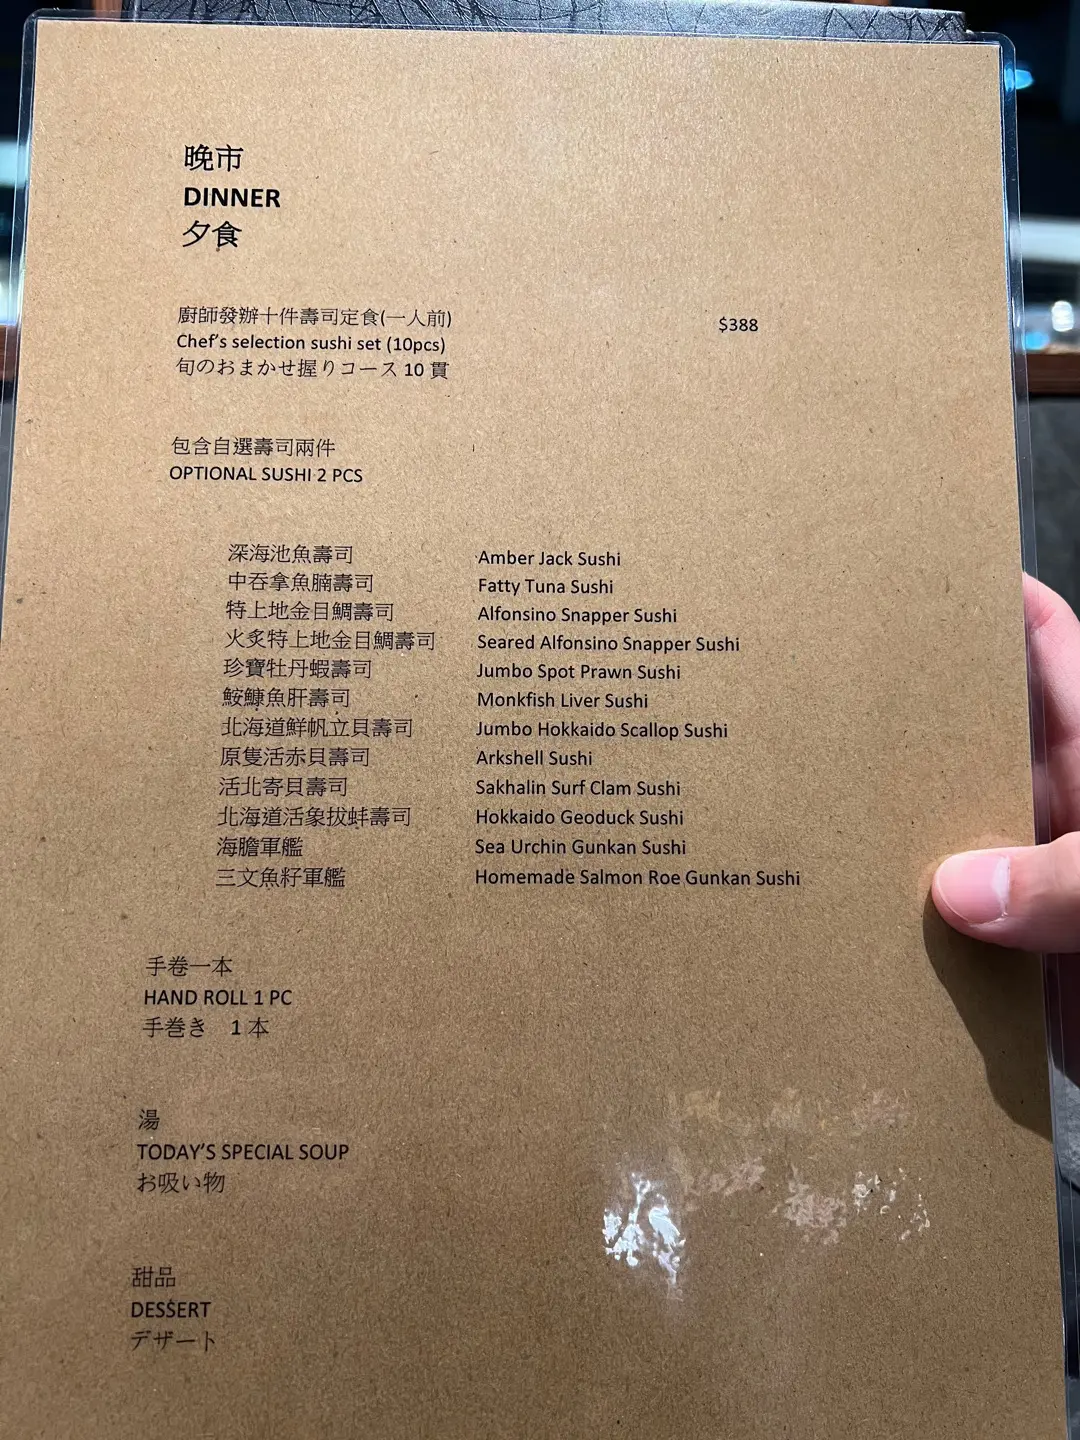 晚市
DINNER
夕食
廚師發辦十件壽司定食(一人前)
$388
Chef's selection sushi set (10pcs)
旬のおまかせ握りコース 10 貫
包含自選壽司兩件
OPTIONAL SUSHI 2 PCS
深海池魚壽司 Amber Jack Sushi
中吞拿魚腩壽司 Fatty Tuna Sushi
特上地金目鯛壽司 Alfonsino Snapper Sushi
火炙特上地金目鯛壽司 Seared Alfonsino Snapper Sushi
珍寶牡丹蝦壽司 Jumbo Spot Prawn Sushi
鮟鱇魚肝壽司 Monkfish Liver Sushi
北海道鮮帆立貝壽司 Jumbo Hokkaido Scallop Sushi
原隻活赤貝壽司 Arkshell Sushi
活北寄貝壽司 Sakhalin Surf Clam Sushi
北海道活象拔蚌壽司 Hokkaido Geoduck Sushi
海膽軍艦 Sea Urchin Gunkan Sushi
三文魚籽軍艦 Homemade Salmon Roe Gunkan Sushi
手卷一本
HAND ROLL 1 PC
手巻き 1 本
湯
TODAY'S SPECIAL SOUP
お吸い物
甜品
DESSERT
デザート